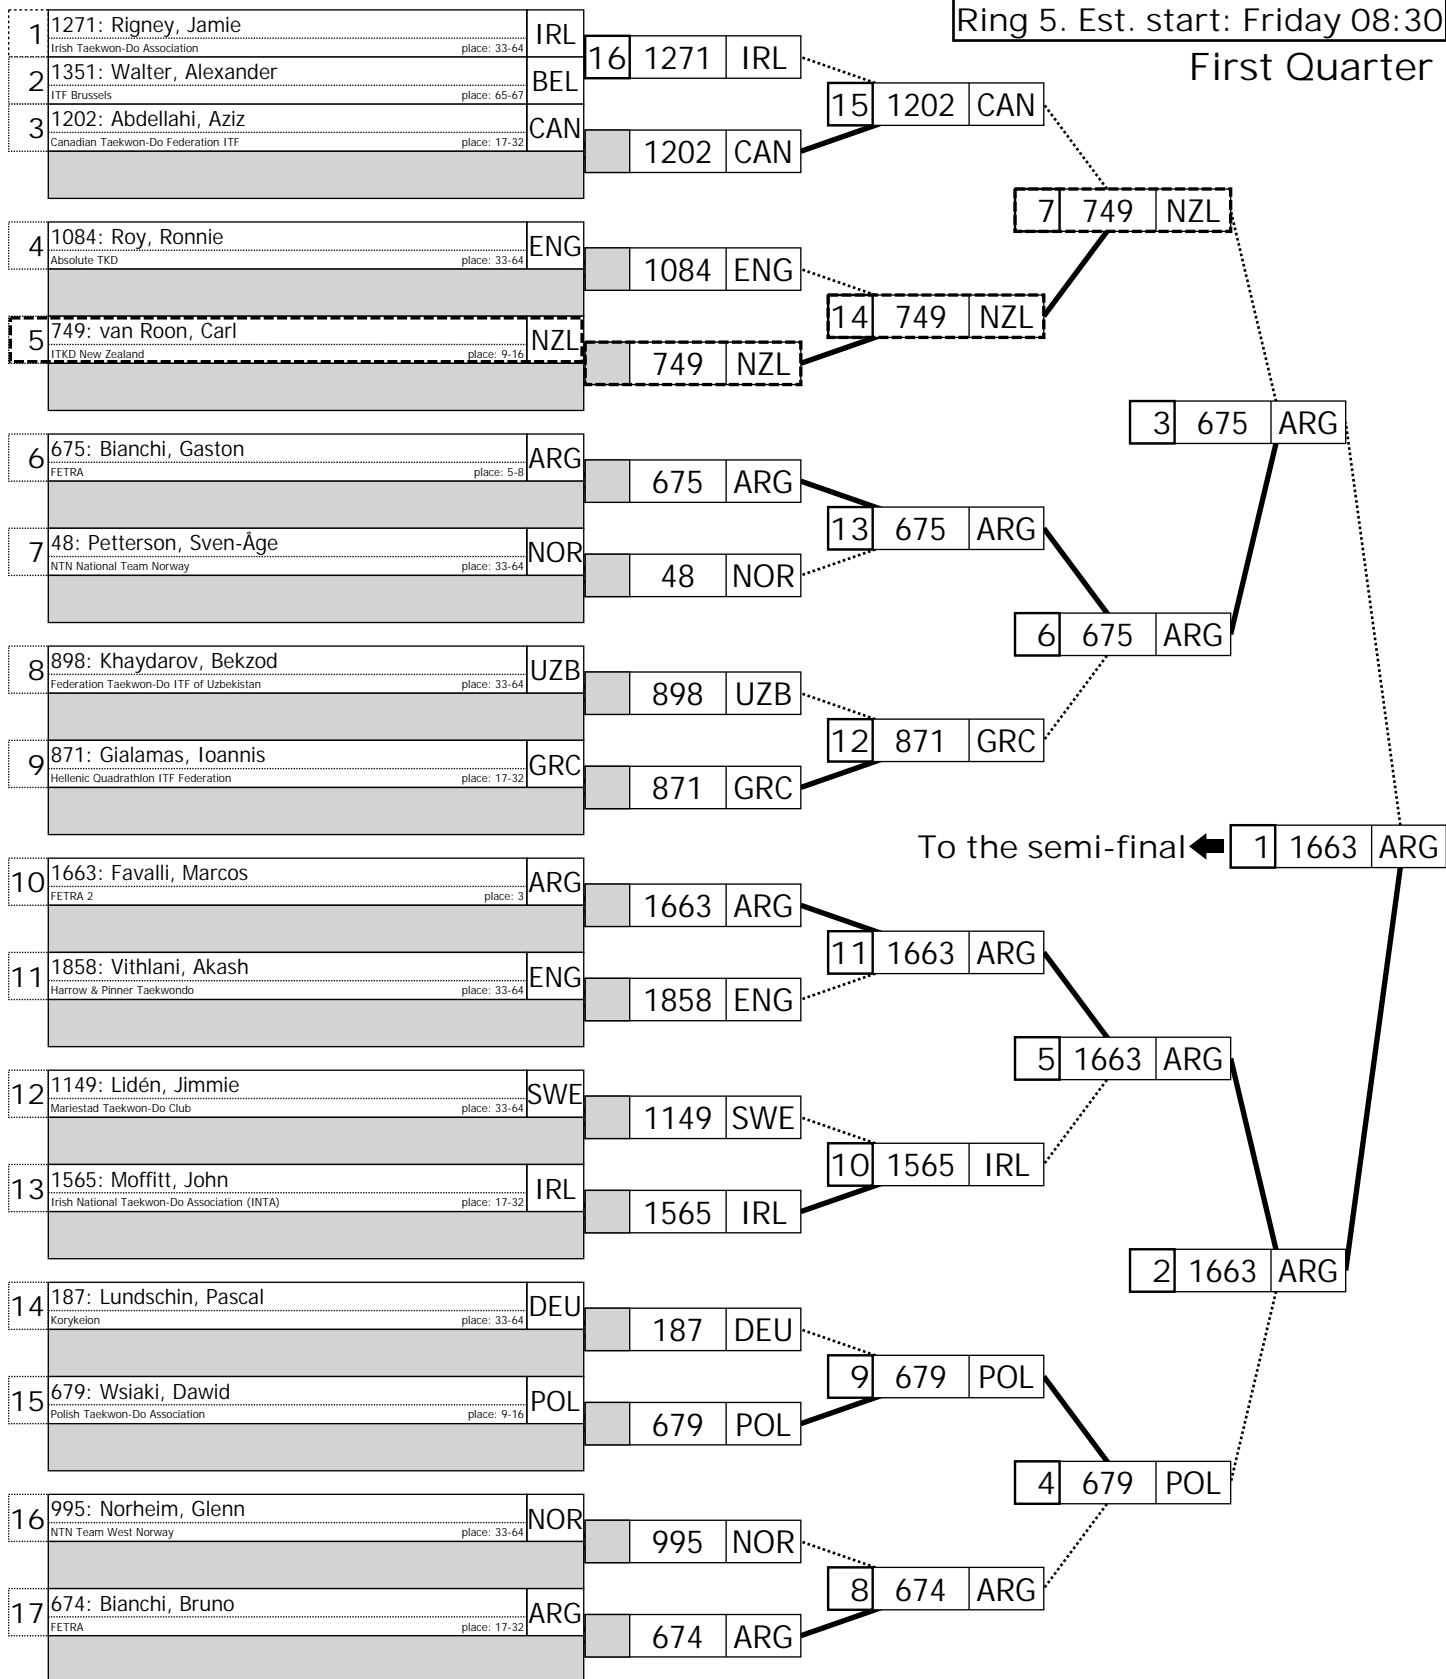 Ring 5. Est. start: Friday 08:30
First Quarter
1 1271: Rigney, Jamie IRL
Irish Taekwon-Do Association place: 33-64
2 1351: Walter, Alexander BEL
ITF Brussels place: 65-67
3 1202: Abdellahi, Aziz CAN
Canadian Taekwon-Do Federation ITF place: 17-32
4 1084: Roy, Ronnie ENG
Absolute TKD place: 33-64
5 749: van Roon, Carl NZL
ITKD New Zealand place: 9-16
6 675: Bianchi, Gaston ARG
FETRA place: 5-8
7 48: Petterson, Sven-Åge NOR
NTN National Team Norway place: 33-64
8 898: Khaydarov, Bekzod UZB
Federation Taekwon-Do ITF of Uzbekistan place: 33-64
9 871: Gialamas, Ioannis GRC
Hellenic Quadrathlon ITF Federation place: 17-32
10 1663: Favalli, Marcos ARG
FETRA 2 place: 3
11 1858: Vithlani, Akash ENG
Harrow & Pinner Taekwondo place: 33-64
12 1149: Lidén, Jimmie SWE
Mariestad Taekwon-Do Club place: 33-64
13 1565: Moffitt, John IRL
Irish National Taekwon-Do Association (INTA) place: 17-32
14 187: Lundschin, Pascal DEU
Korykeion place: 33-64
15 679: Wsiaki, Dawid POL
Polish Taekwon-Do Association place: 9-16
16 995: Norheim, Glenn NOR
NTN Team West Norway place: 33-64
17 674: Bianchi, Bruno ARG
FETRA place: 17-32
16 1271 IRL
1202 CAN
1084 ENG
749 NZL
675 ARG
48 NOR
898 UZB
871 GRC
1663 ARG
1858 ENG
1149 SWE
1565 IRL
187 DEU
679 POL
995 NOR
674 ARG
15 1202 CAN
14 749 NZL
13 675 ARG
12 871 GRC
11 1663 ARG
10 1565 IRL
9 679 POL
8 674 ARG
7 749 NZL
6 675 ARG
5 1663 ARG
4 679 POL
3 675 ARG
2 1663 ARG
To the semi-final 1 1663 ARG